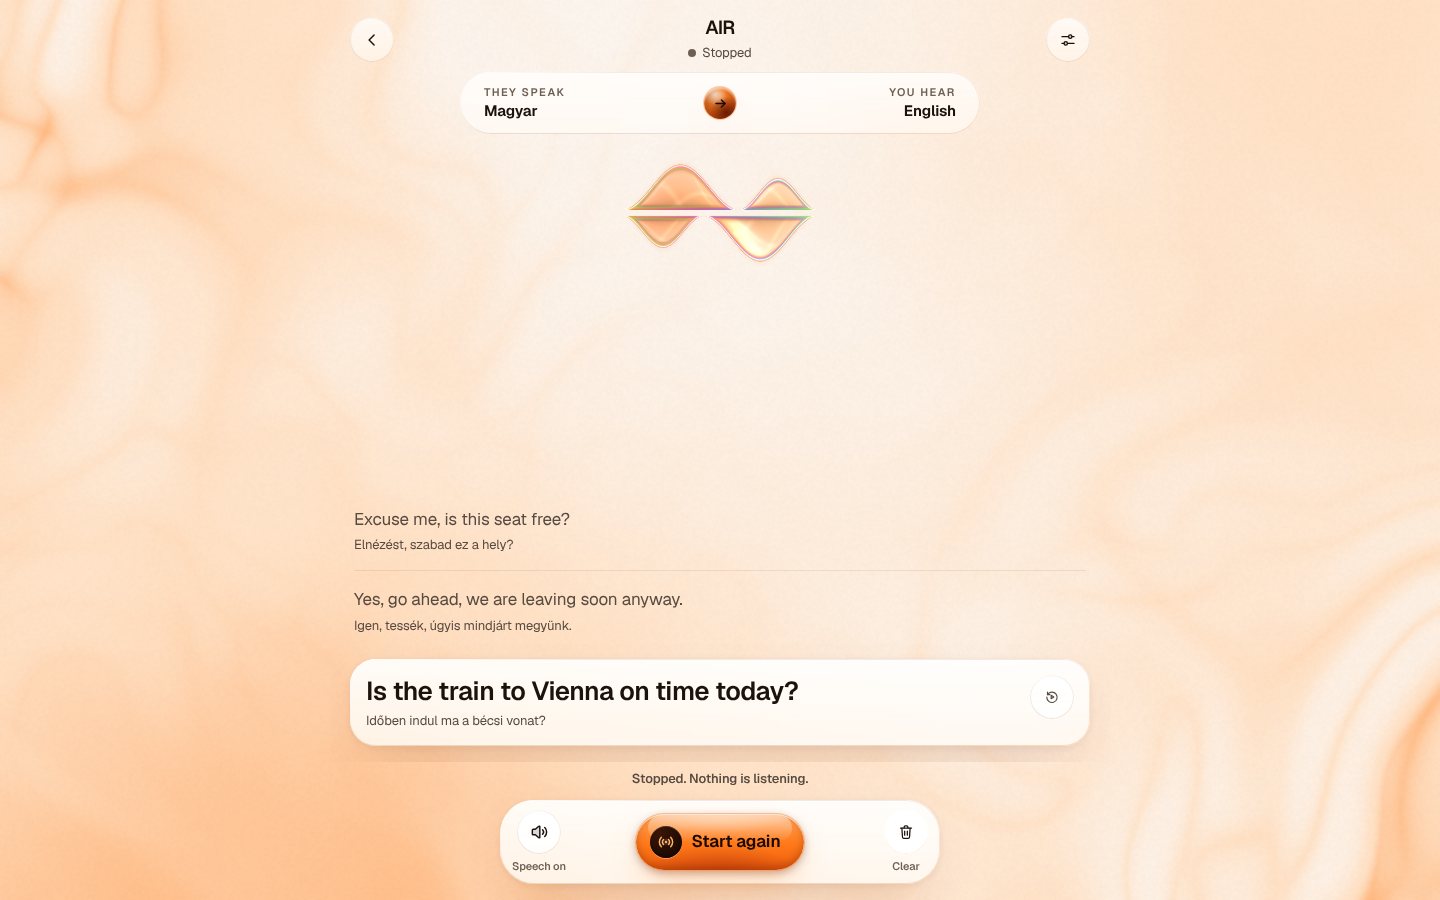 AIR
Stopped
THEY SPEAK
Magyar
YOU HEAR
English
Excuse me, is this seat free?
Elnézést, szabad ez a hely?
Yes, go ahead, we are leaving soon anyway.
Igen, tessék, úgyis mindjárt megyünk.
Is the train to Vienna on time today?
Időben indul ma a bécsi vonat?
Stopped. Nothing is listening.
Speech on
Start again
Clear